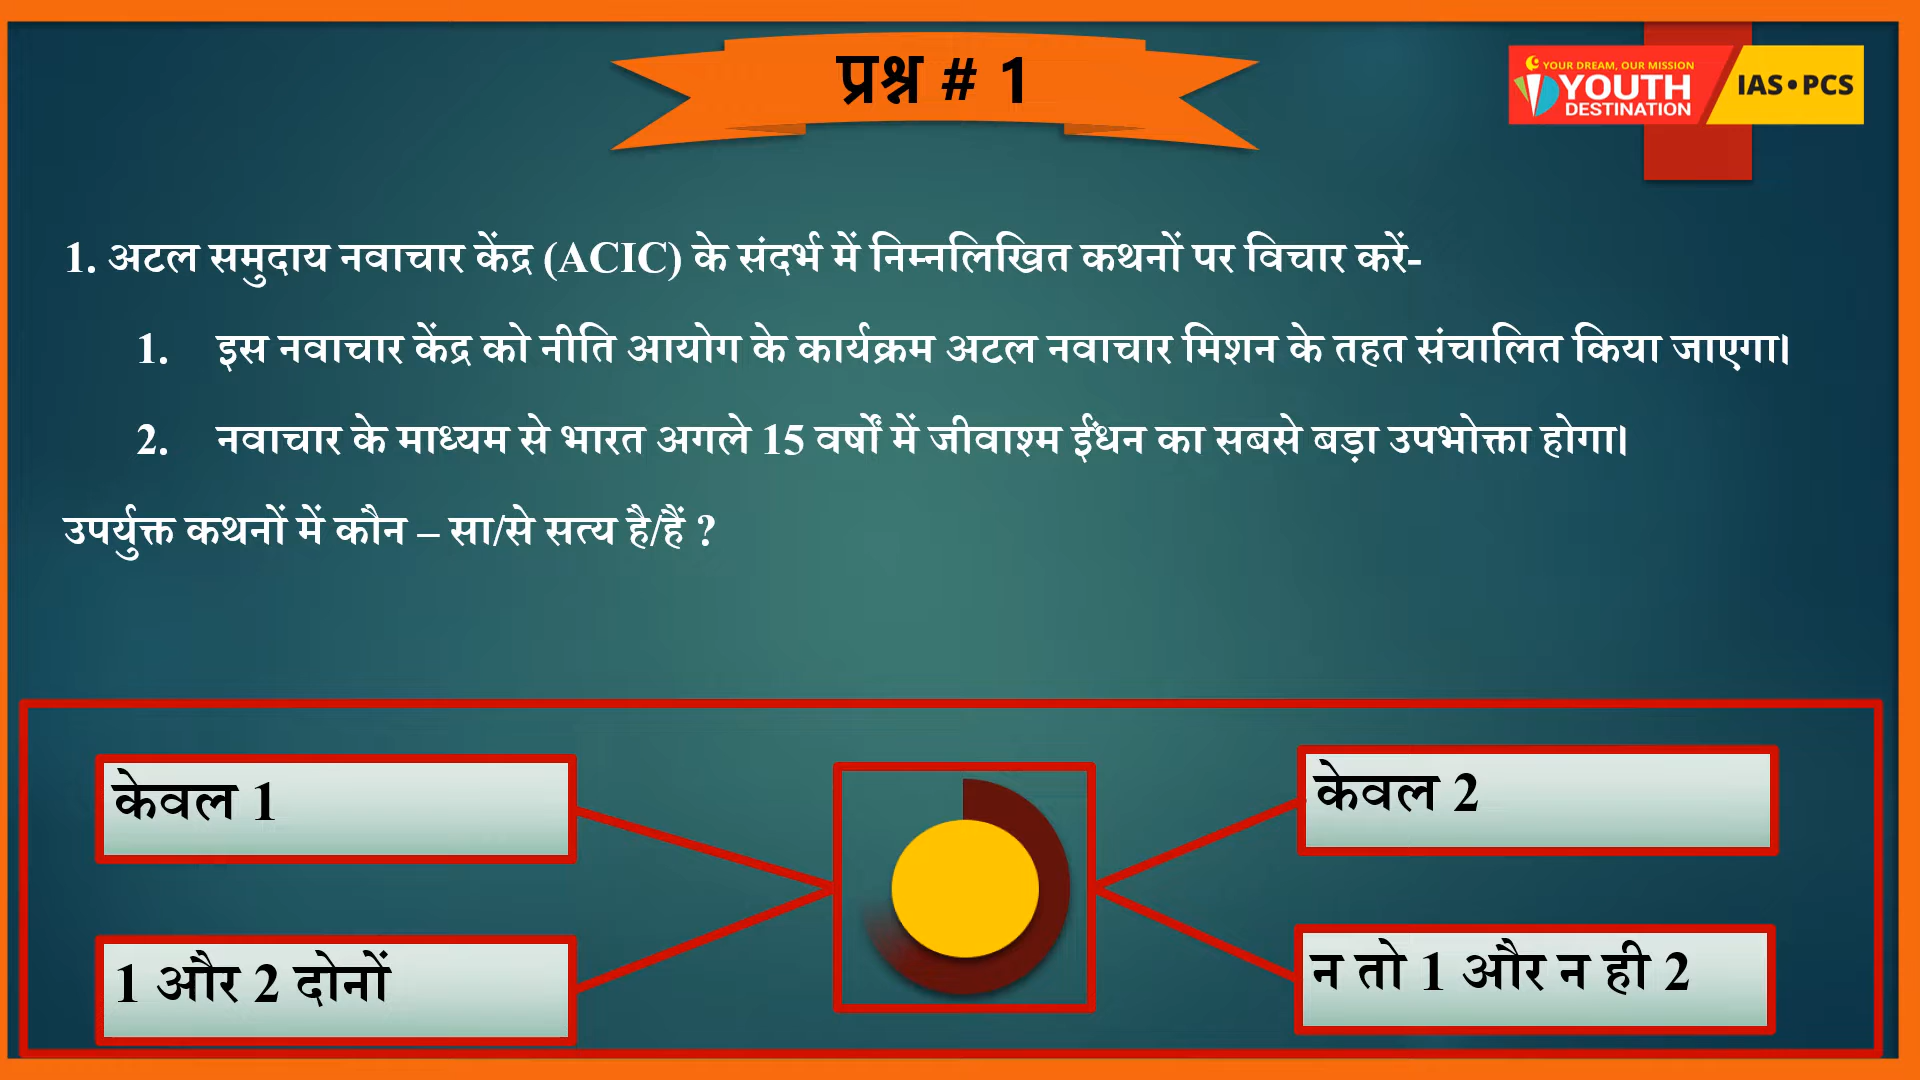 प्रश्न # 1
YOUR DREAM, OUR MISSION
YOUTH
DESTINATION
IAS•PCS
1. अटल समुदाय नवाचार केंद्र (ACIC) के संदर्भ में निम्नलिखित कथनों पर विचार करें-
1. इस नवाचार केंद्र को नीति आयोग के कार्यक्रम अटल नवाचार मिशन के तहत संचालित किया जाएगा।
2. नवाचार के माध्यम से भारत अगले 15 वर्षों में जीवाश्म ईंधन का सबसे बड़ा उपभोक्ता होगा।
उपर्युक्त कथनों में कौन – सा/से सत्य है/हैं ?
केवल 1
केवल 2
1 और 2 दोनों
न तो 1 और न ही 2